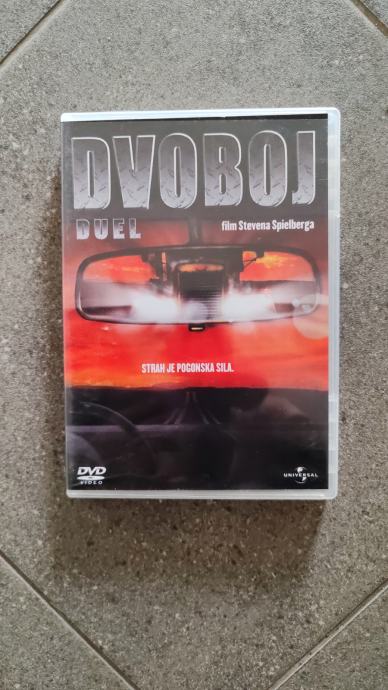 DVOBOJ
DUEL
film Stevena Spielberga
STRAH JE POGONSKA SILA.
DVD
VIDEO
UNIVERSAL